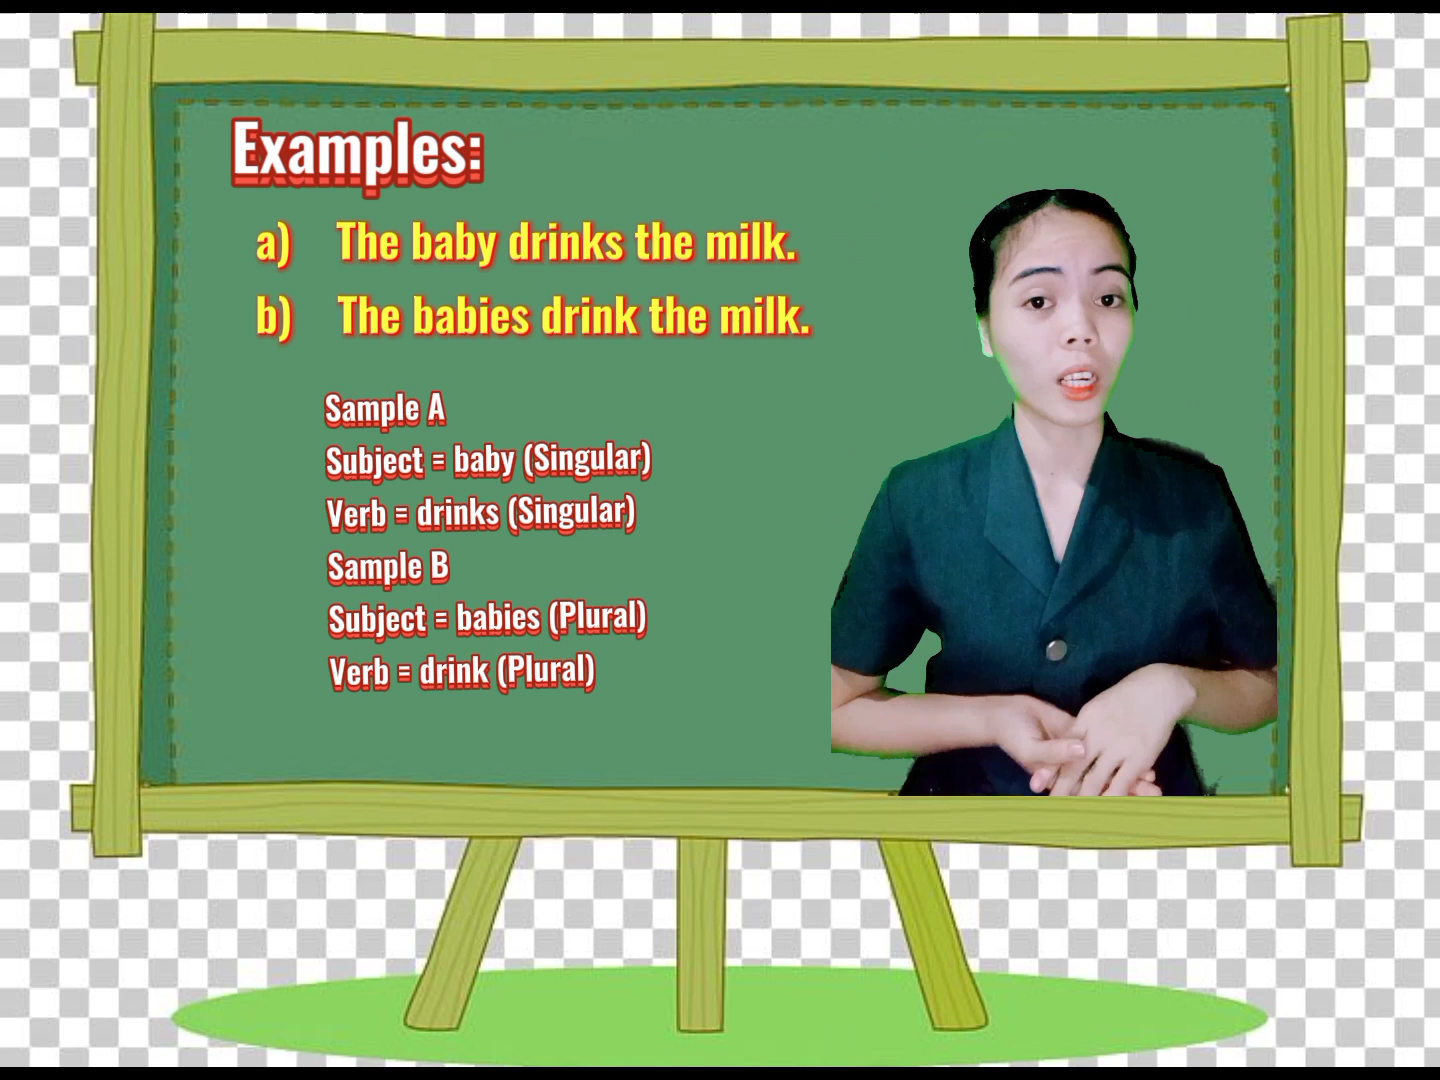 Examples:
a) The baby drinks the milk.
b) The babies drink the milk.
Sample A
Subject = baby (Singular)
Verb = drinks (Singular)
Sample B
Subject = babies (Plural)
Verb = drink (Plural)